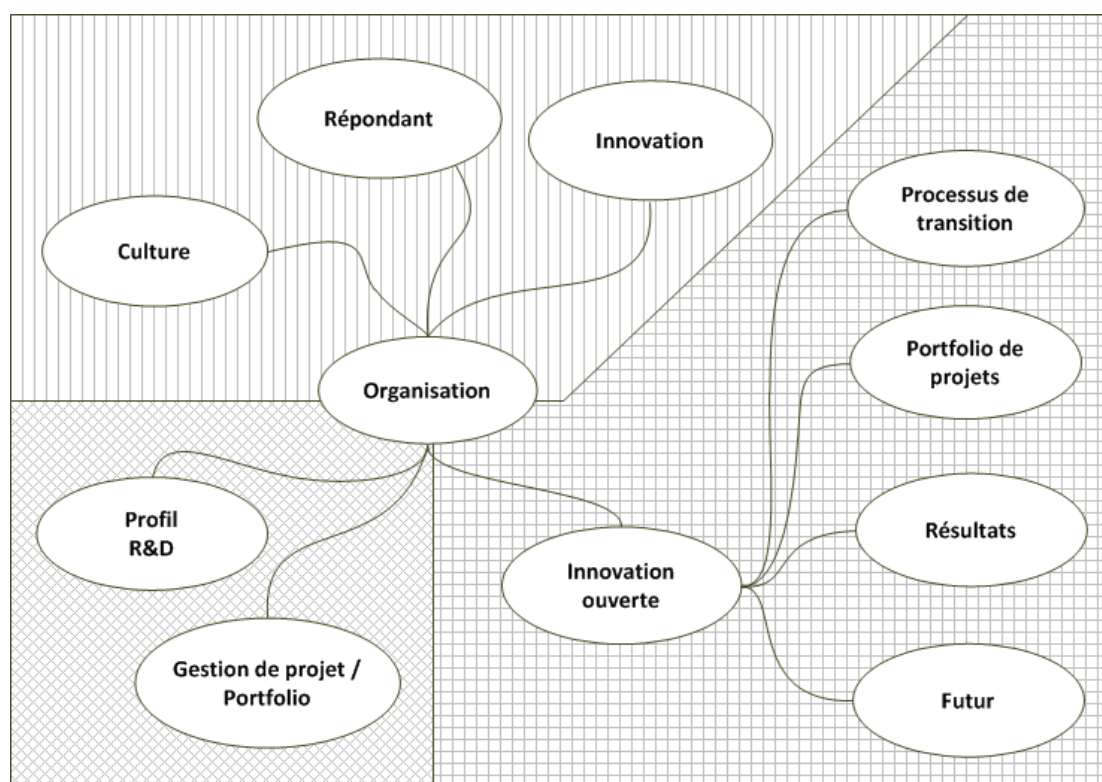 Répondant
Innovation
Culture
Processus de
transition
Portfolio de
projets
Organisation
Profil
R&D
Résultats
Innovation
ouverte
Gestion de projet /
Portfolio
Futur